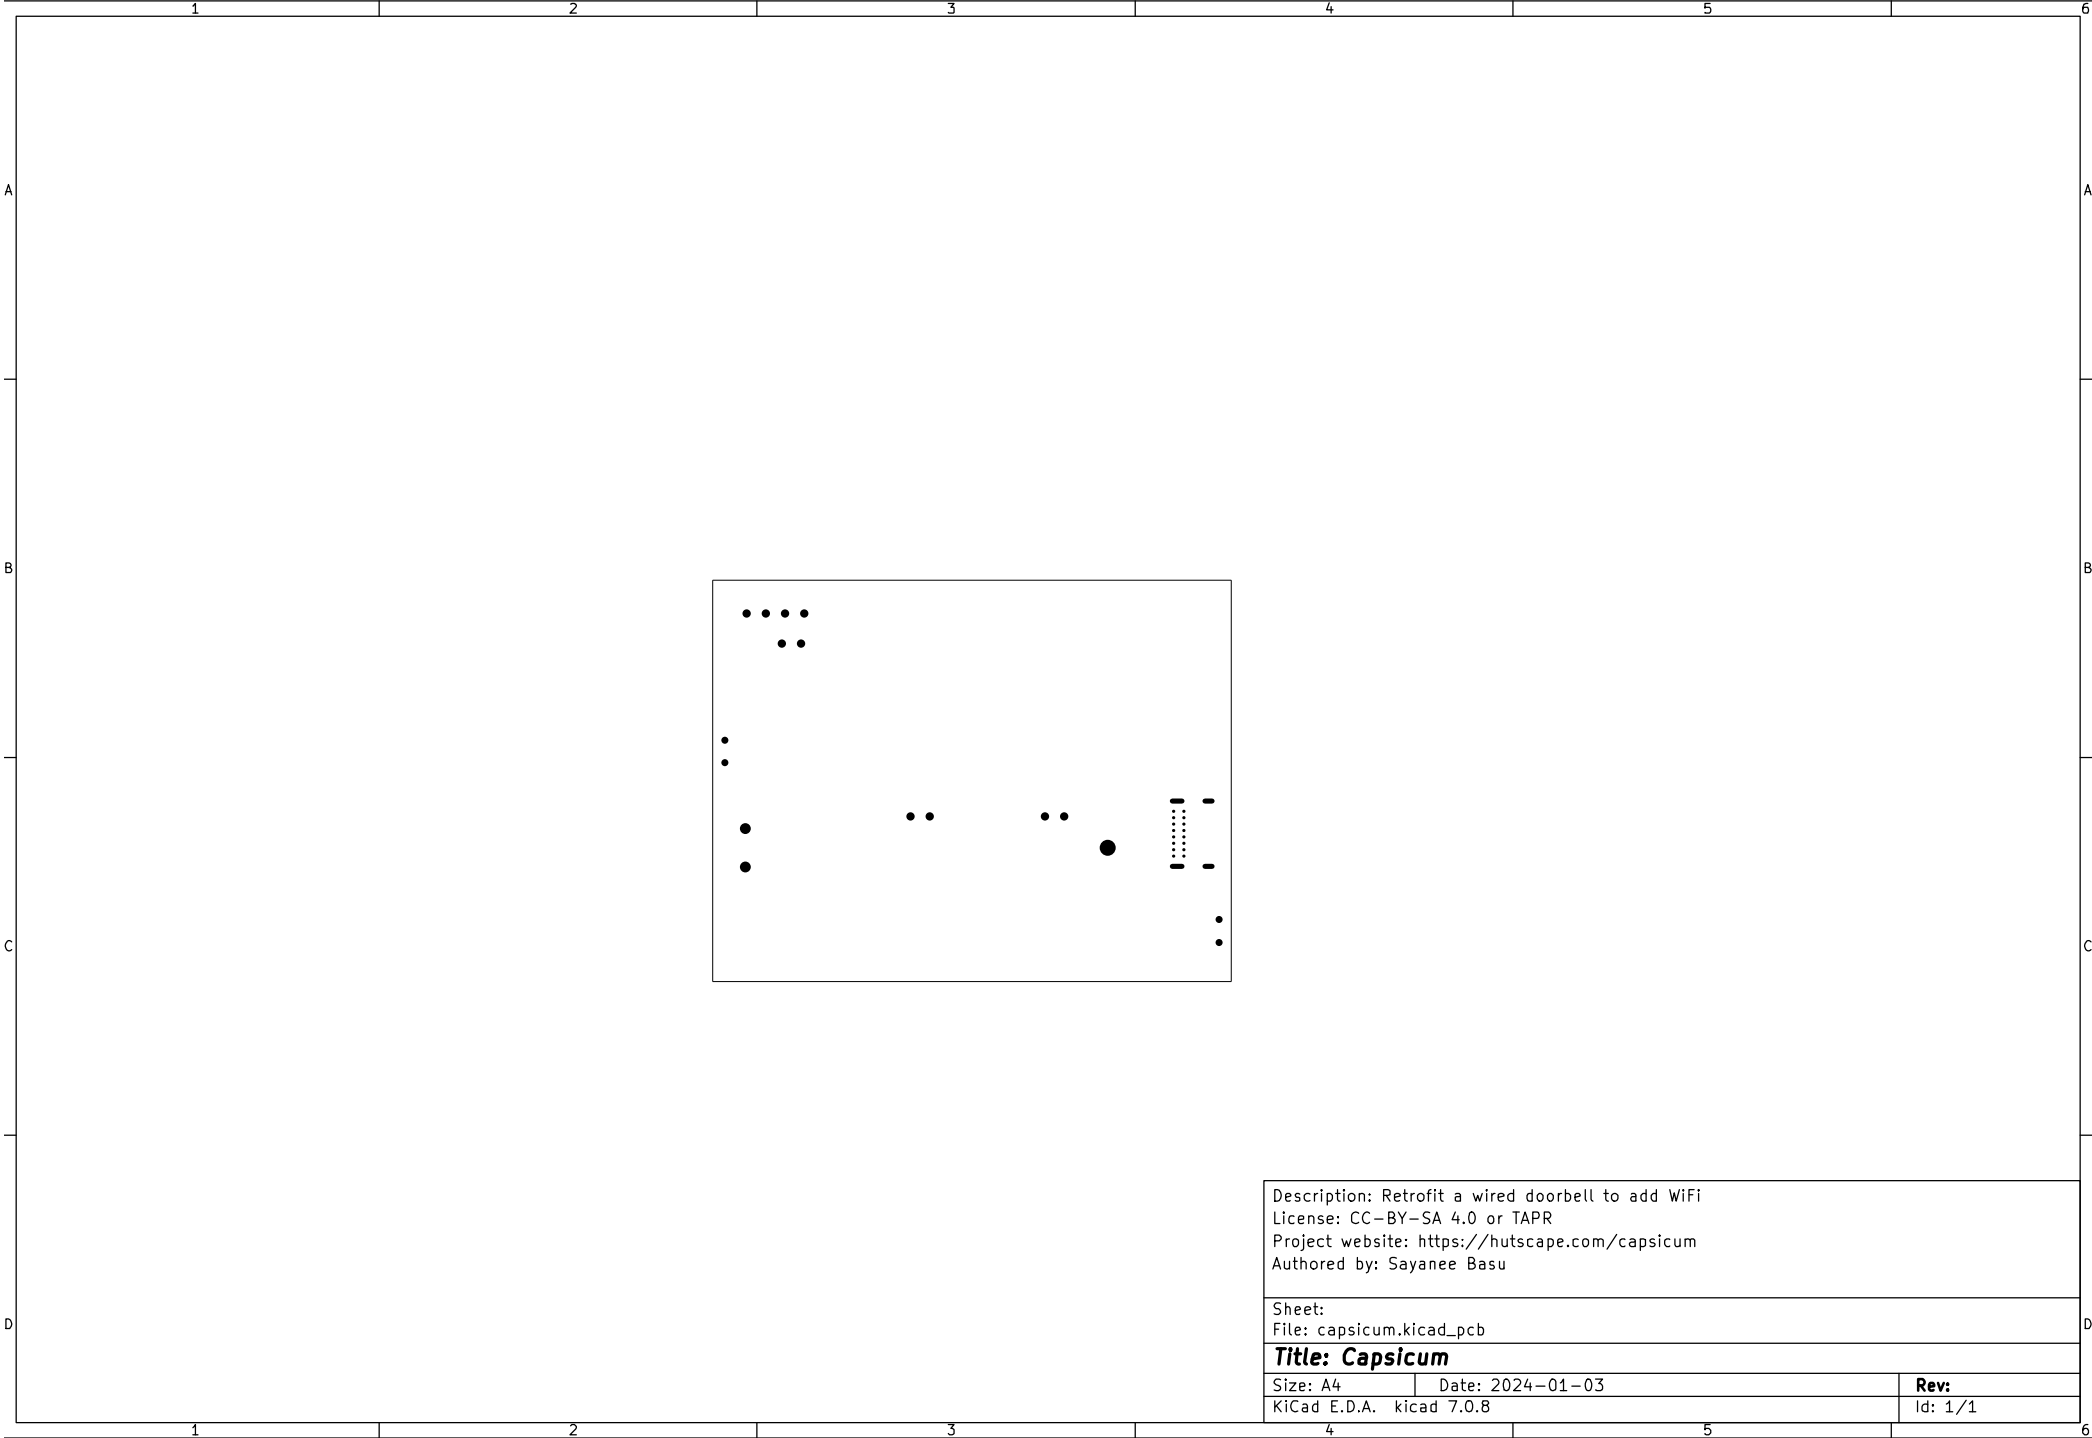 1 2 3 4 5 6
A A
B B
C C
Description: Retrofit a wired doorbell to add WiFi
License: CC-BY-SA 4.0 or TAPR
Project website: https://hutscape.com/capsicum
Authored by: Sayanee Basu
Sheet:
D D
File: capsicum.kicad_pcb
Title: Capsicum
Size: A4 Date: 2024-01-03 Rev:
KiCad E.D.A. kicad 7.0.8 Id: 1/1
1 2 3 4 5 6